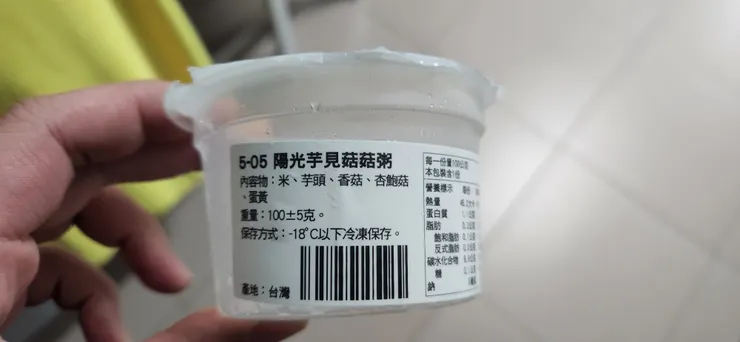 5-05 陽光芋見菇菇粥
內容物：米、芋頭、香菇、杏鮑菇
、蛋黃
重量：100±5克。
保存方式：-18°C以下冷凍保存。
產地：台灣
每一份量100公克
本包裝含1份
營養標示
熱量
蛋白質
脂肪
飽和脂肪
反式脂肪
碳水化合物
糖
鈉